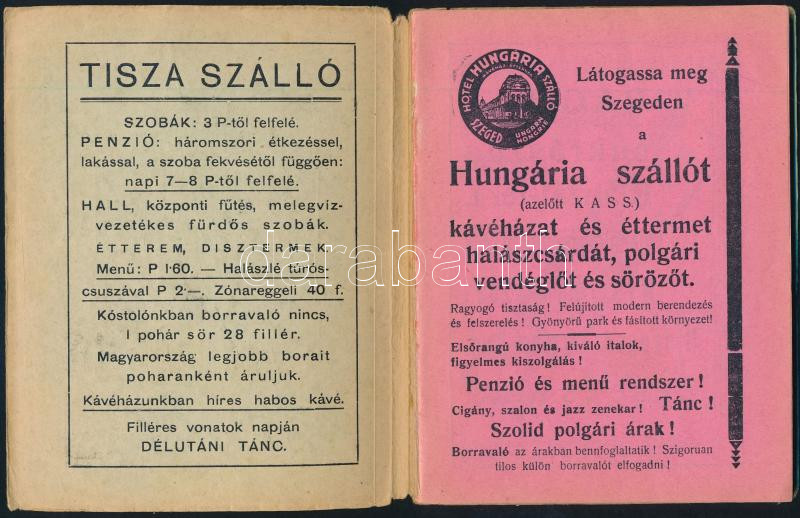 TISZA SZÁLLÓ
SZOBÁK: 3 P-től felfelé.
PENZIÓ: háromszori étkezéssel,
lakással, a szoba fekvésétől függően:
napi 7—8 P-től felfelé.
HALL, központi fűtés, melegvíz-
vezetékes fürdős szobák.
ÉTTEREM, DISZTERMEK.
Menü: P 1·60. — Halászlé túrós-
csuszával P 2·—. Zónareggeli 40 f.
Kóstolónkban borravaló nincs,
1 pohár sör 28 fillér.
Magyarország legjobb borait
poharanként áruljuk.
Kávéházunkban híres habos kávé.
Filléres vonatok napján
DÉLUTÁNI TÁNC.
HOTEL HUNGÁRIA SZÁLLÓ
SZEGED
UNGARN
HONGRIE
Látogassa meg
Szegeden
a
Hungária szállót
(azelőtt KASS.)
kávéházat és éttermet
halászcsárdát, polgári
vendéglőt és sörözőt.
Ragyogó tisztaság! Felújított modern berendezés
és felszerelés! Gyönyörű park és fásított környezet!
Elsőrangú konyha, kiváló italok,
figyelmes kiszolgálás!
Penzió és menü rendszer!
Cigány, szalon és jazz zenekar! Tánc!
Szolid polgári árak!
Borravaló az árakban bennfoglaltatik! Szigoruan
tilos külön borravalót elfogadni!
darabanth